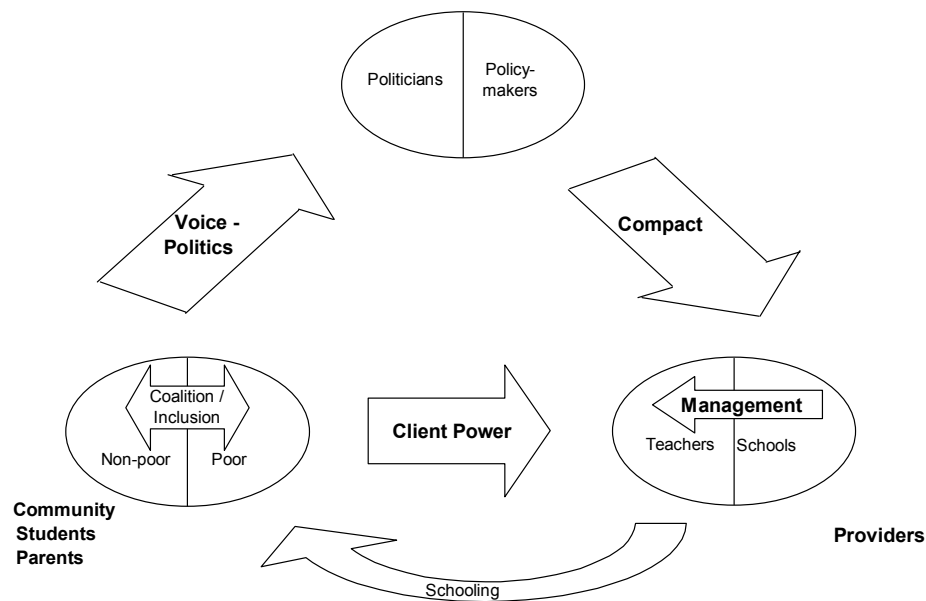 Politicians
Policy-
makers
Voice -
Politics
Compact
Coalition /
Inclusion
Non-poor
Poor
Client Power
Management
Teachers
Schools
Community
Students
Parents
Providers
Schooling